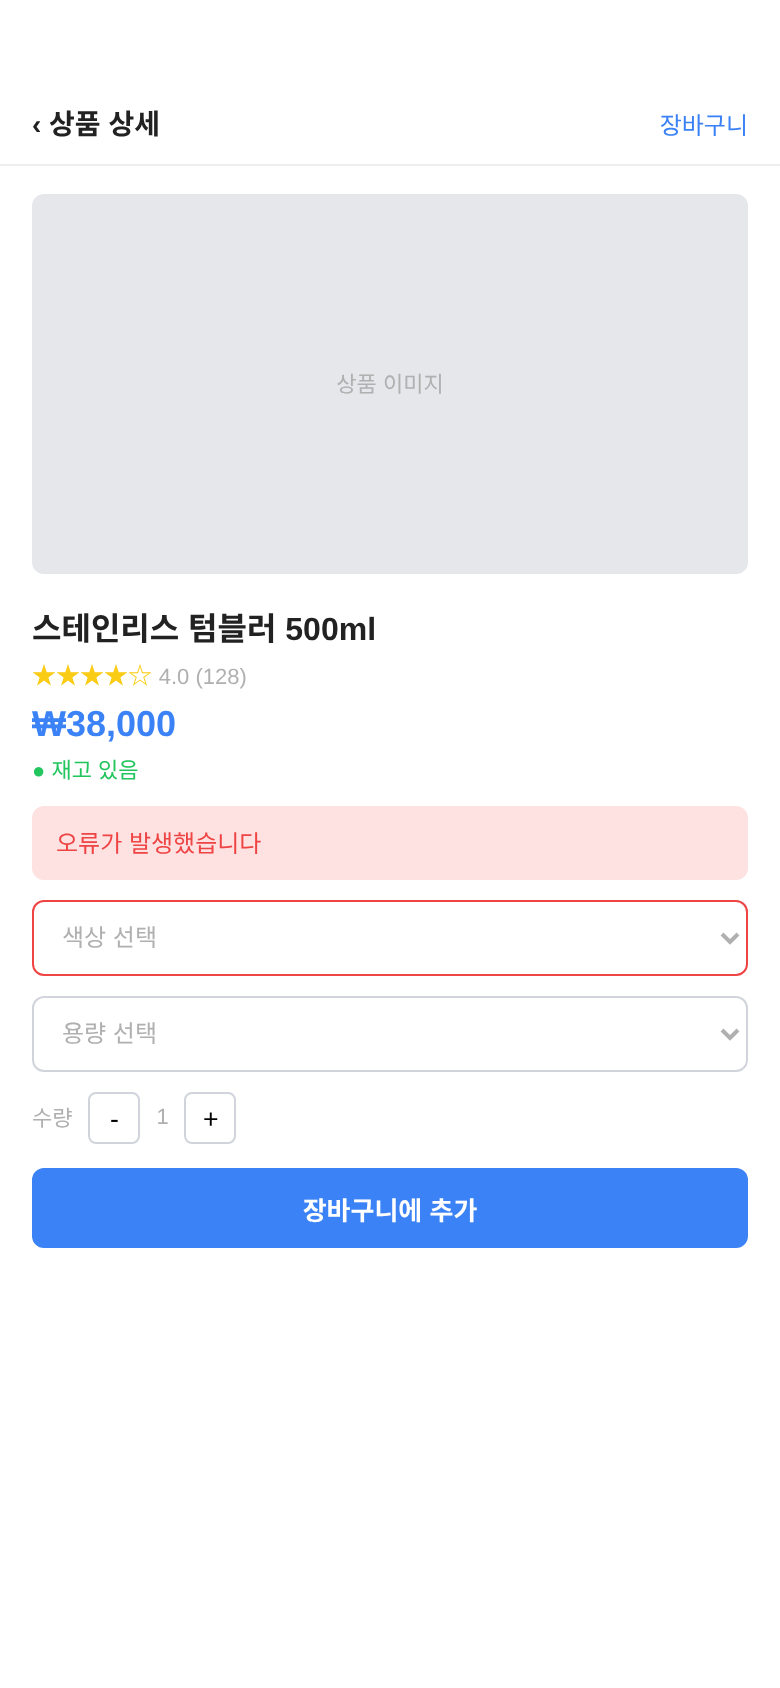 ‹ 상품 상세
장바구니
상품 이미지
스테인리스 텀블러 500ml
★★★★☆ 4.0 (128)
₩38,000
● 재고 있음
오류가 발생했습니다
색상 선택
용량 선택
수량 - 1 +
장바구니에 추가